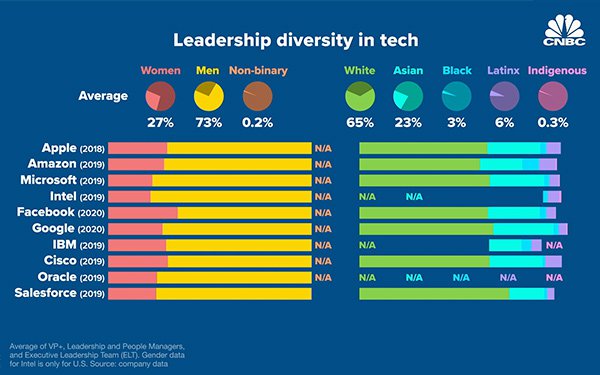 CNBC
Leadership diversity in tech
Women Men Non-binary White Asian Black Latinx Indigenous
Average
27% 73% 0.2% 65% 23% 3% 6% 0.3%
Apple (2018) N/A
Amazon (2019) N/A
Microsoft (2019) N/A
Intel (2019) N/A N/A N/A
Facebook (2020) N/A
Google (2020) N/A
IBM (2019) N/A N/A N/A
Cisco (2019) N/A
Oracle (2019) N/A N/A N/A N/A N/A N/A
Salesforce (2019)
Average of VP+, Leadership and People Managers,
and Executive Leadership Team (ELT). Gender data
for Intel is only for U.S. Source: company data